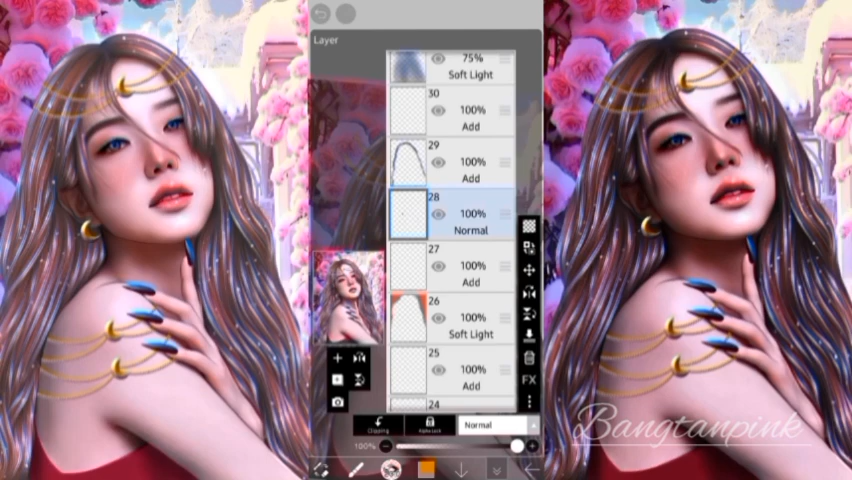 Layer
75%
Soft Light
30
100%
Add
29
100%
Add
28
100%
Normal
27
100%
Add
26
100%
Soft Light
25
100%
Add
24
FX
Clipping
Alpha Lock
Normal
100%
Bangtanpink